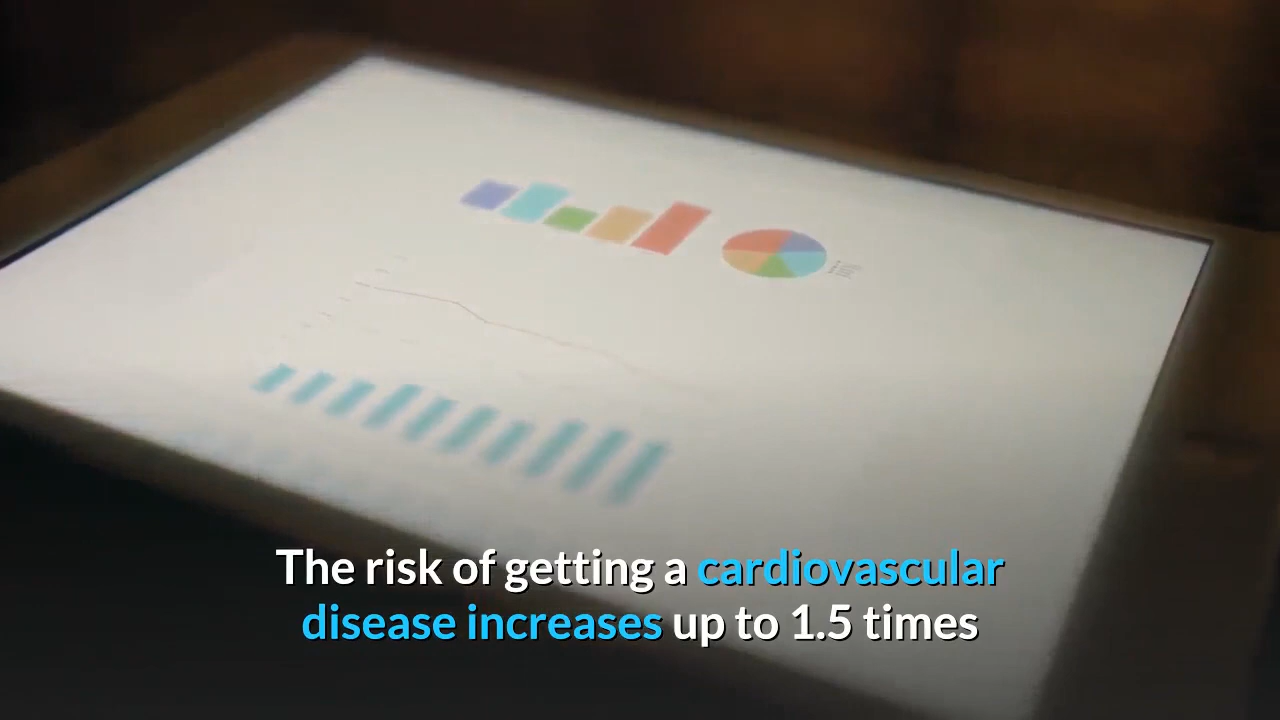 The risk of getting a cardiovascular
disease increases up to 1.5 times